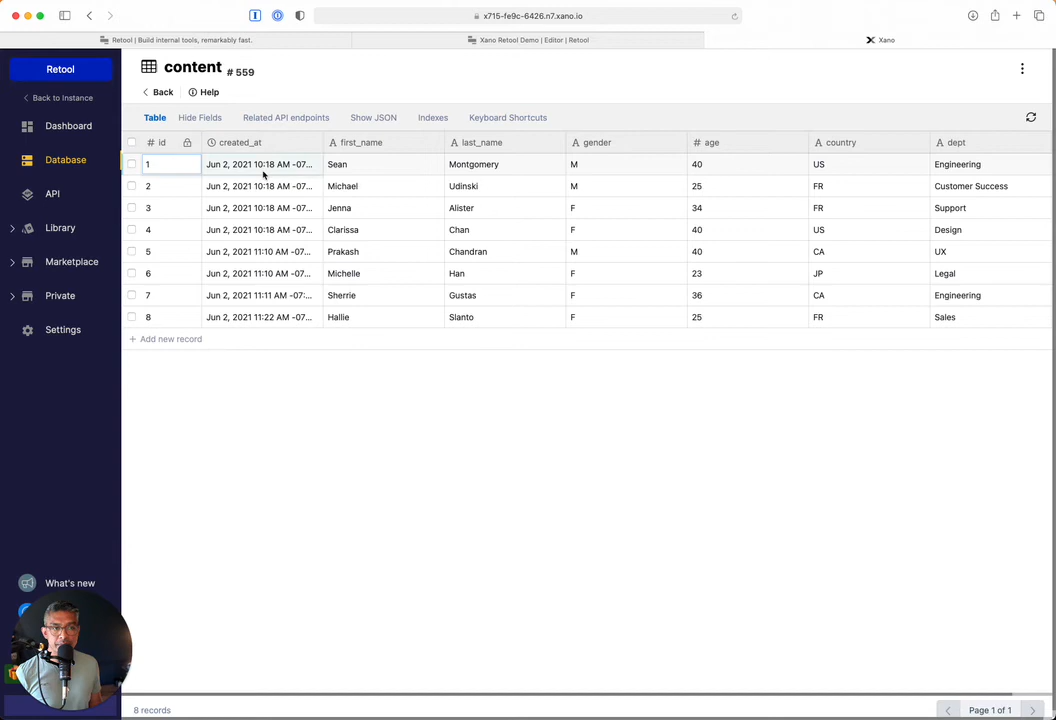 x715-fe9c-6426.n7.xano.io
Retool | Build internal tools, remarkably fast.
Xano Retool Demo | Editor | Retool
Xano
Retool
Back to Instance
Dashboard
Database
API
Library
Marketplace
Private
Settings
What's new
content # 559
Back Help
Table Hide Fields Related API endpoints Show JSON Indexes Keyboard Shortcuts
# id created_at A first_name A last_name A gender # age A country A dept
1 Jun 2, 2021 10:18 AM -07... Sean Montgomery M 40 US Engineering
2 Jun 2, 2021 10:18 AM -07... Michael Udinski M 25 FR Customer Success
3 Jun 2, 2021 10:18 AM -07... Jenna Alister F 34 FR Support
4 Jun 2, 2021 10:18 AM -07... Clarissa Chan F 40 US Design
5 Jun 2, 2021 11:10 AM -07... Prakash Chandran M 40 CA UX
6 Jun 2, 2021 11:10 AM -07... Michelle Han F 23 JP Legal
7 Jun 2, 2021 11:11 AM -07:... Sherrie Gustas F 36 CA Engineering
8 Jun 2, 2021 11:22 AM -07... Hallie Slanto F 25 FR Sales
+ Add new record
8 records
Page 1 of 1